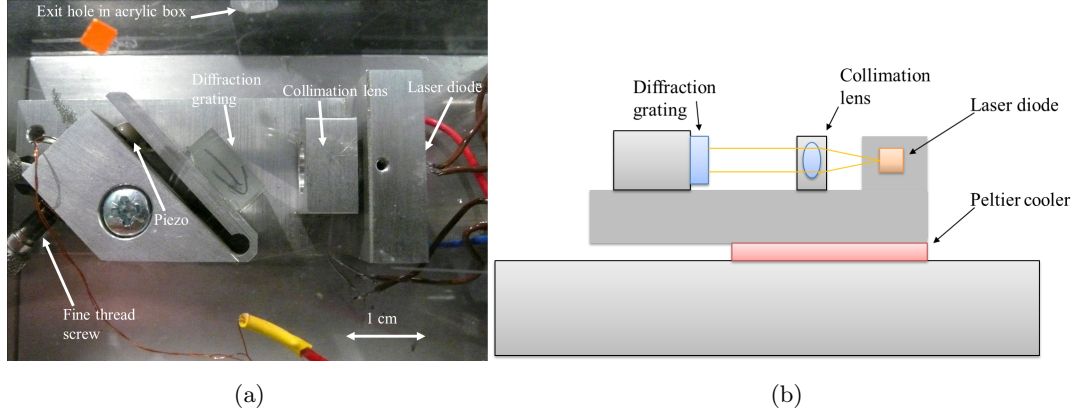 Exit hole in acrylic box
Diffraction
grating
Collimation lens
Laser diode
Piezo
Fine thread
screw
1 cm
(a)
Diffraction
grating
Collimation
lens
Laser diode
Peltier cooler
(b)